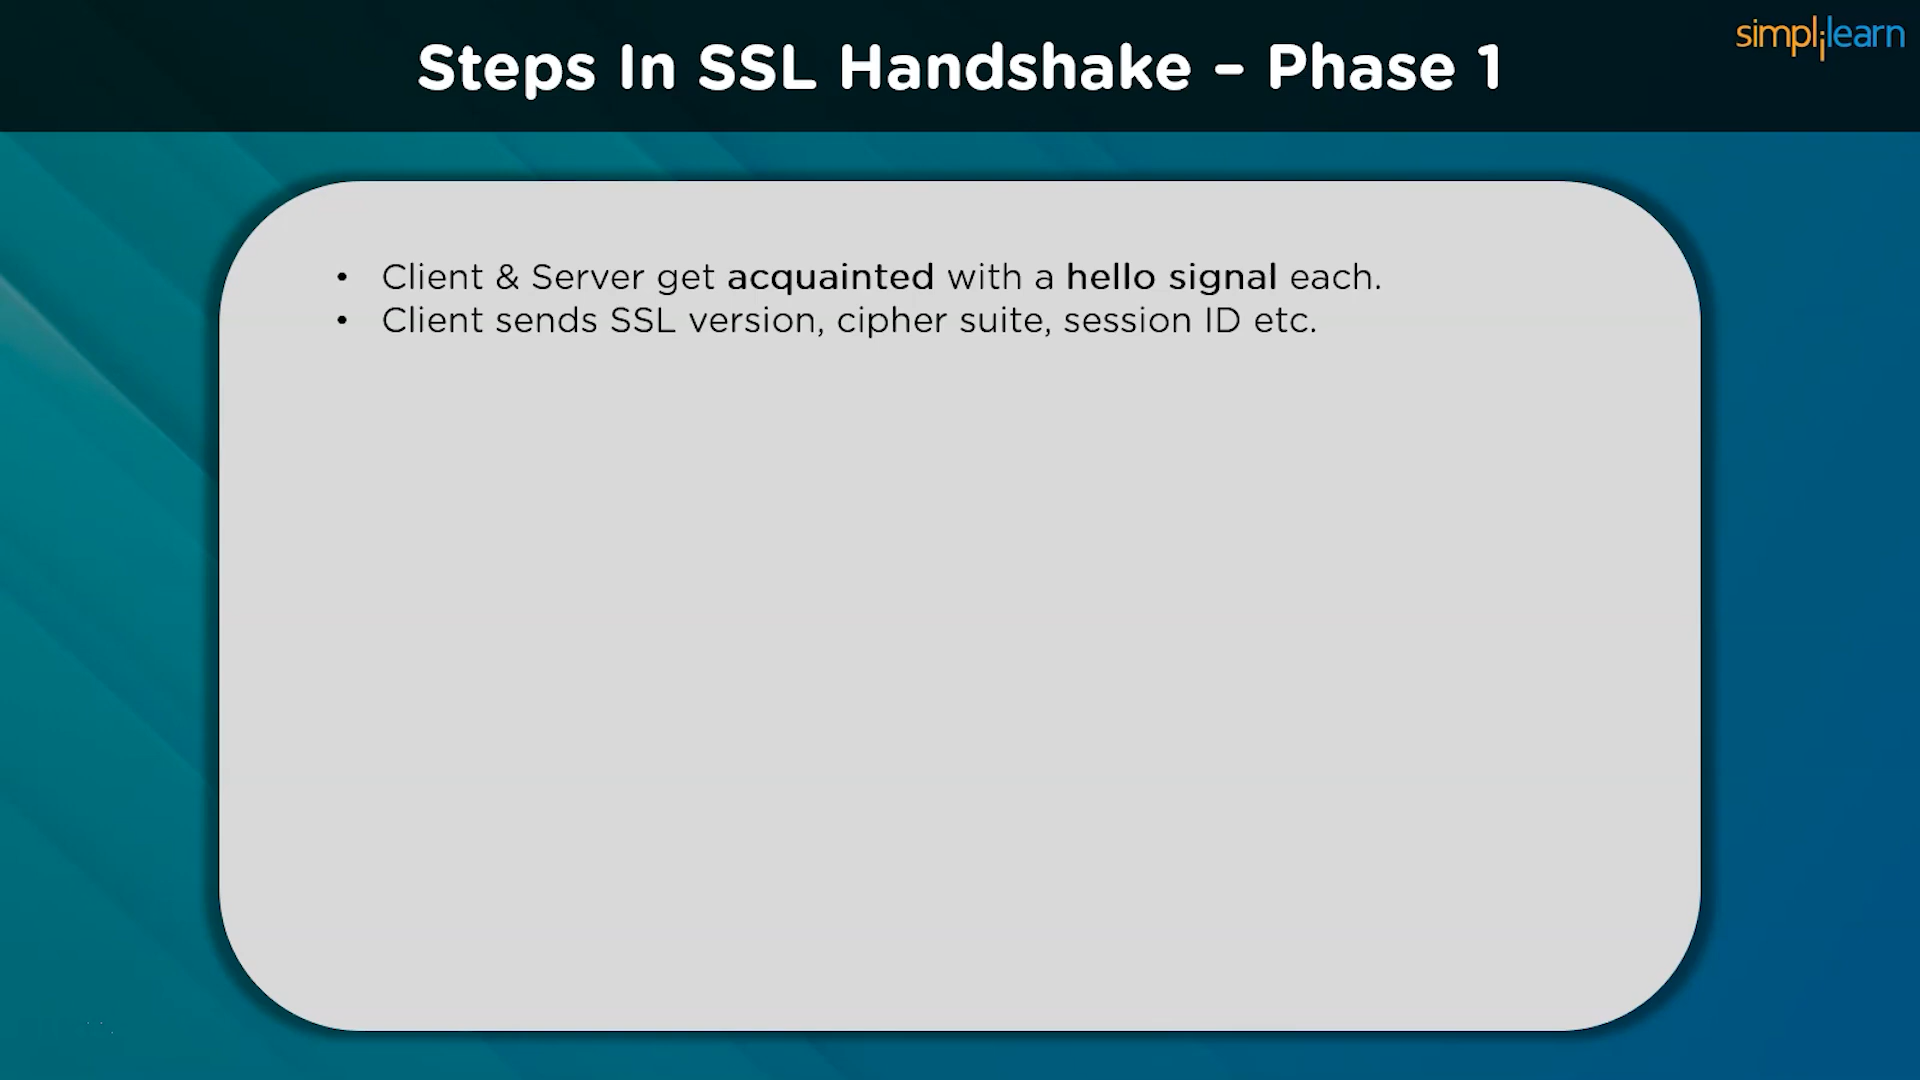 Steps In SSL Handshake – Phase 1
simplilearn
• Client & Server get acquainted with a hello signal each.
• Client sends SSL version, cipher suite, session ID etc.